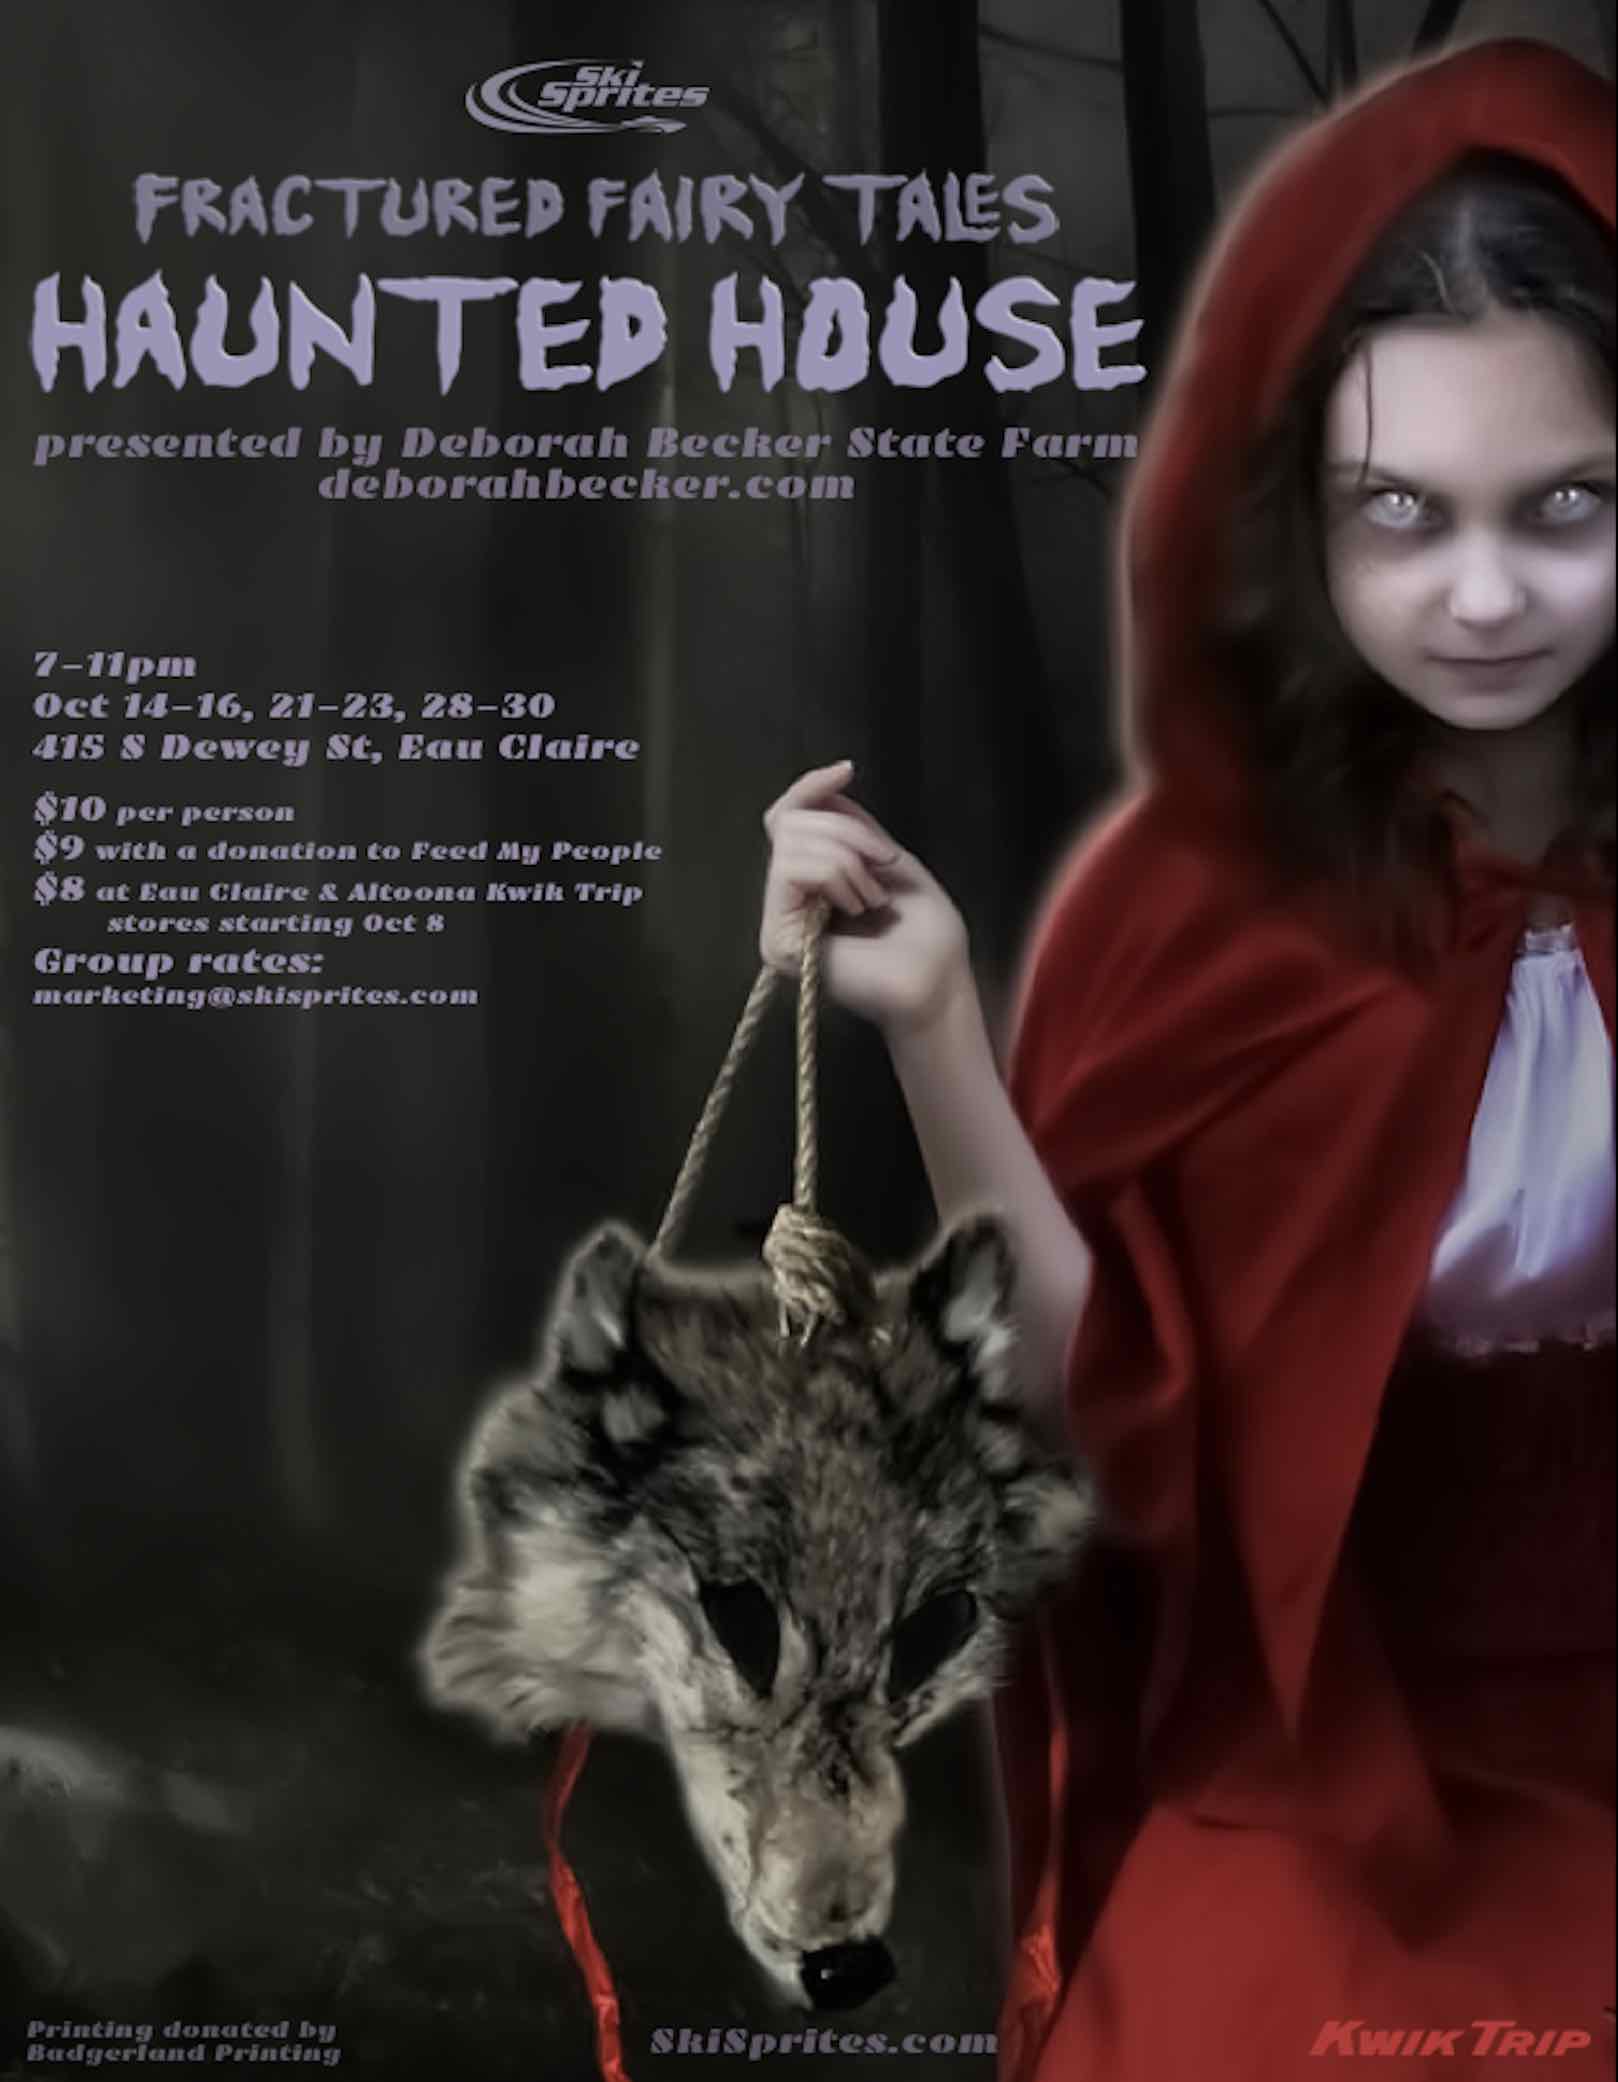 Ski
Sprites
FRACTURED FAIRY TALES
HAUNTED HOUSE
presented by Deborah Becker State Farm
deborahbecker.com
7-11pm
Oct 14-16, 21-23, 28-30
415 S Dewey St, Eau Claire
$10 per person
$9 with a donation to Feed My People
$8 at Eau Claire & Altoona Kwik Trip
stores starting Oct 8
Group rates:
marketing@skisprites.com
Printing donated by
Badgerland Printing
SkiSprites.com
KWIK TRIP